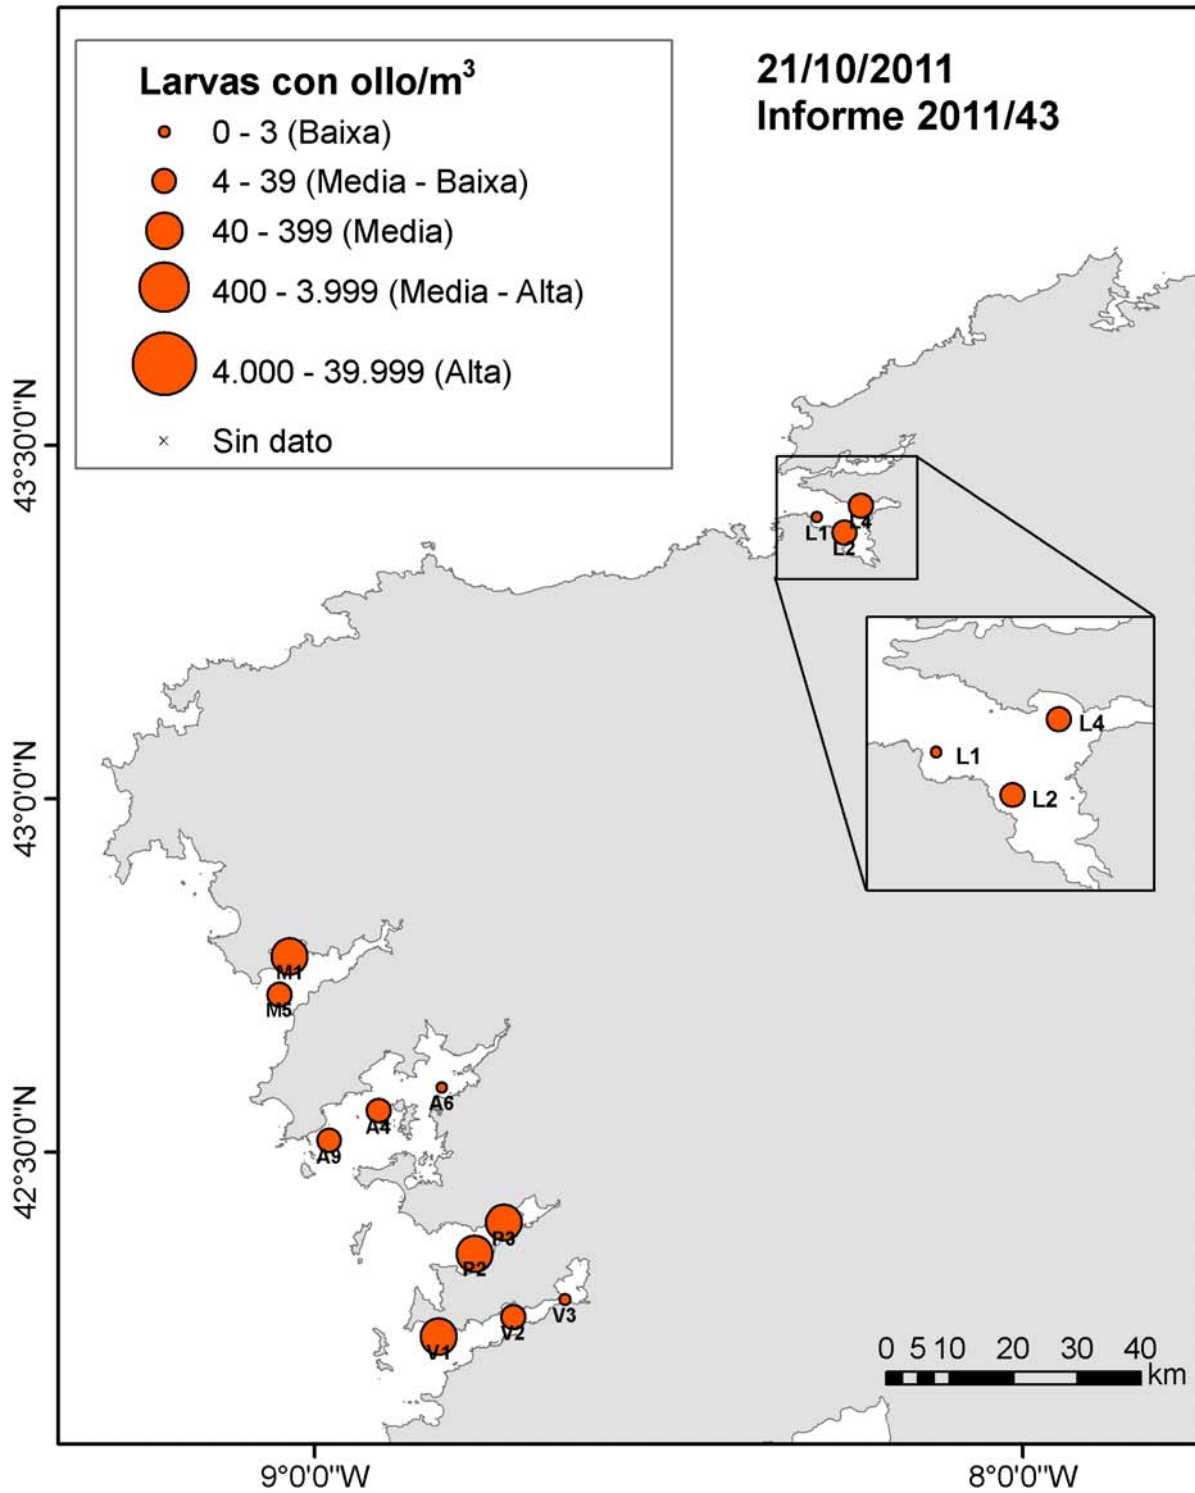 Larvas con ollo/m³
0 - 3 (Baixa)
4 - 39 (Media - Baixa)
40 - 399 (Media)
400 - 3.999 (Media - Alta)
4.000 - 39.999 (Alta)
Sin dato
21/10/2011
Informe 2011/43
43°30'0"N
43°0'0"N
42°30'0"N
9°0'0"W
8°0'0"W
L4
L1
L2
L4
L1
L2
M1
M5
A6
A4
A9
P3
P2
V3
V2
V1
0 5 10 20 30 40
km